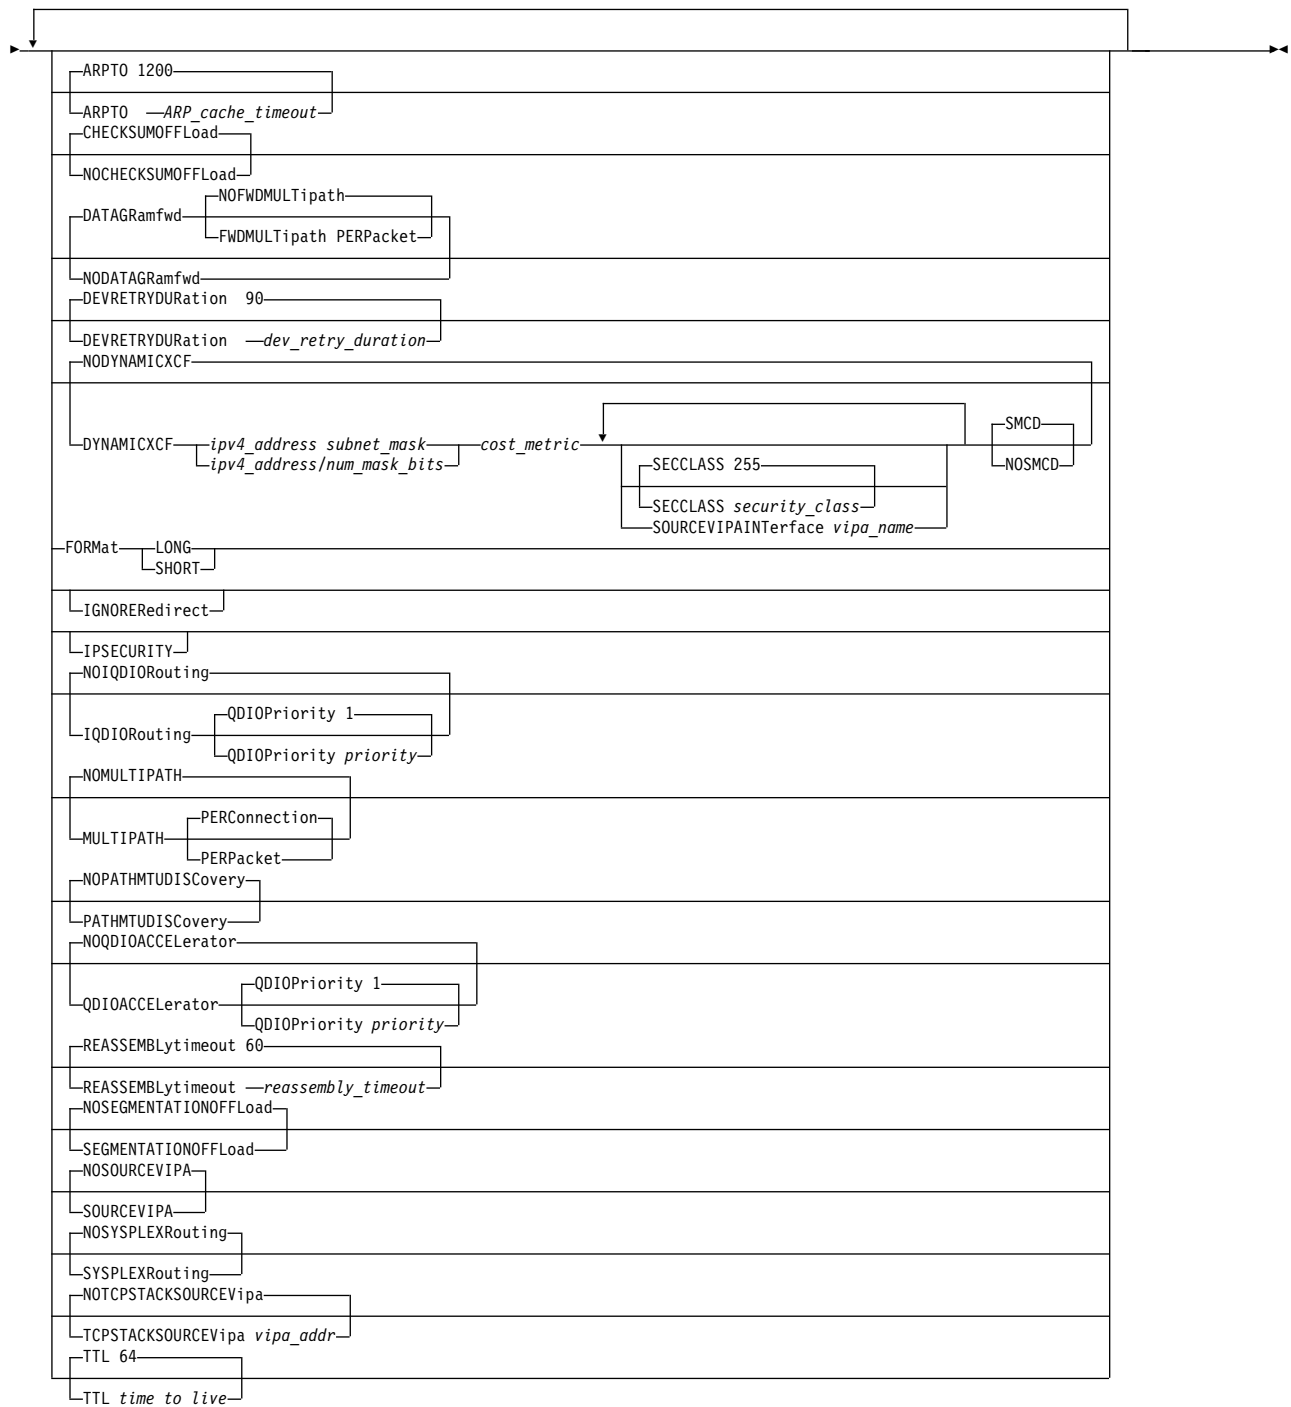 ARPTO 1200
ARPTO ARP_cache_timeout
CHECKSUMOFFLoad
NOCHECKSUMOFFLoad
NOFWDMULTipath
DATAGRamfwd
FWDMULTipath PERPacket
NODATAGRamfwd
DEVRETRYDURation 90
DEVRETRYDURation dev_retry_duration
NODYNAMICXCF
SMCD
DYNAMICXCF ipv4_address subnet_mask cost_metric
ipv4_address/num_mask_bits SECCLASS 255 NOSMCD
SECCLASS security_class
SOURCEVIPAINTerface vipa_name
FORMat LONG
SHORT
IGNORERedirect
IPSECURITY
NOIQDIORouting
QDIOPriority 1
IQDIORouting
QDIOPriority priority
NOMULTIPATH
PERConnection
MULTIPATH
PERPacket
NOPATHMTUDISCovery
PATHMTUDISCovery
NOQDIOACCELerator
QDIOPriority 1
QDIOACCELerator
QDIOPriority priority
REASSEMBLytimeout 60
REASSEMBLytimeout reassembly_timeout
NOSEGMENTATIONOFFLoad
SEGMENTATIONOFFLoad
NOSOURCEVIPA
SOURCEVIPA
NOSYSPLEXRouting
SYSPLEXRouting
NOTCPSTACKSOURCEVipa
TCPSTACKSOURCEVipa vipa_addr
TTL 64
TTL time to live